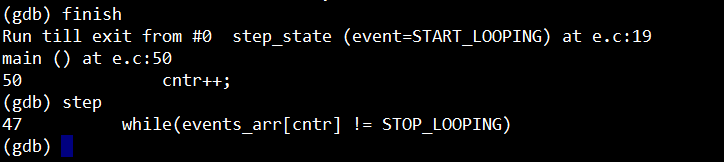 (gdb) finish
Run till exit from #0  step_state (event=START_LOOPING) at e.c:19
main () at e.c:50
50              cntr++;
(gdb) step
47          while(events_arr[cntr] != STOP_LOOPING)
(gdb)